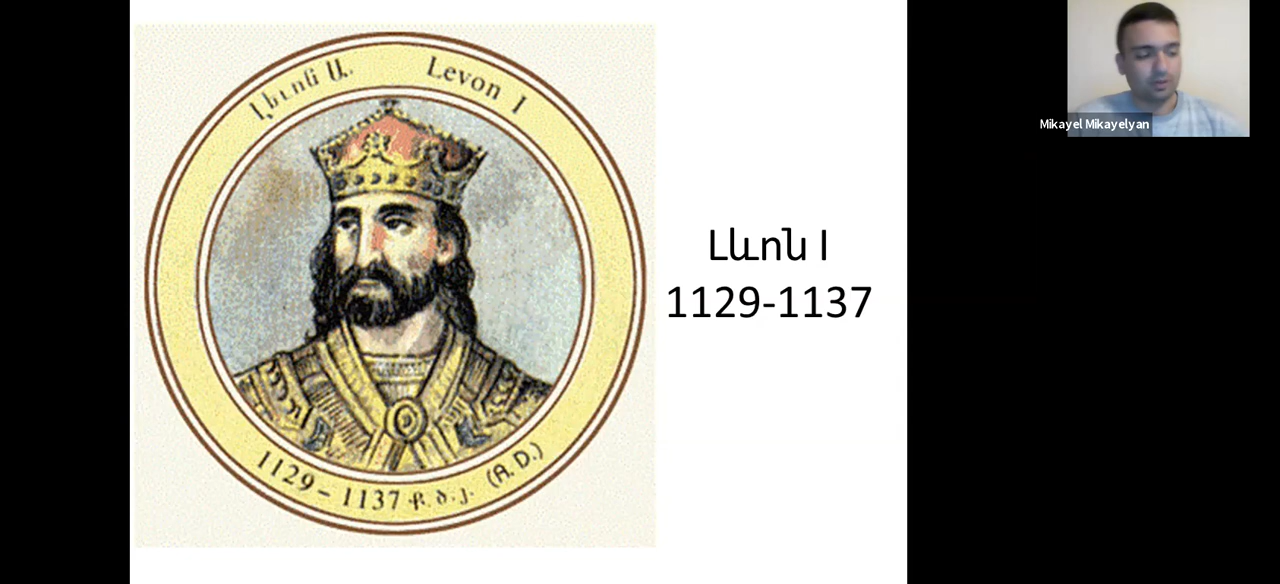 Լևոն Ա.
Levon I
1129 - 1137 Ք. ծ. հ. (A. D.)
Լևոն I
1129-1137
Mikayel Mikayelyan